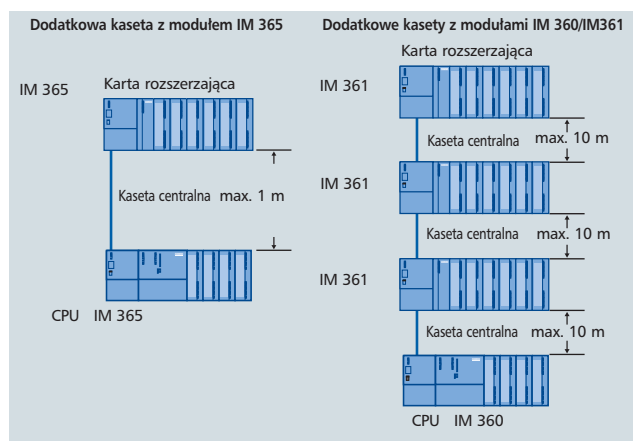 Dodatkowa kaseta z modułem IM 365
IM 365
Karta rozszerzająca
Kaseta centralna max. 1 m
CPU IM 365
Dodatkowe kasety z modułami IM 360/IM361
Karta rozszerzająca
IM 361
Kaseta centralna max. 10 m
IM 361
Kaseta centralna max. 10 m
IM 361
Kaseta centralna max. 10 m
CPU IM 360